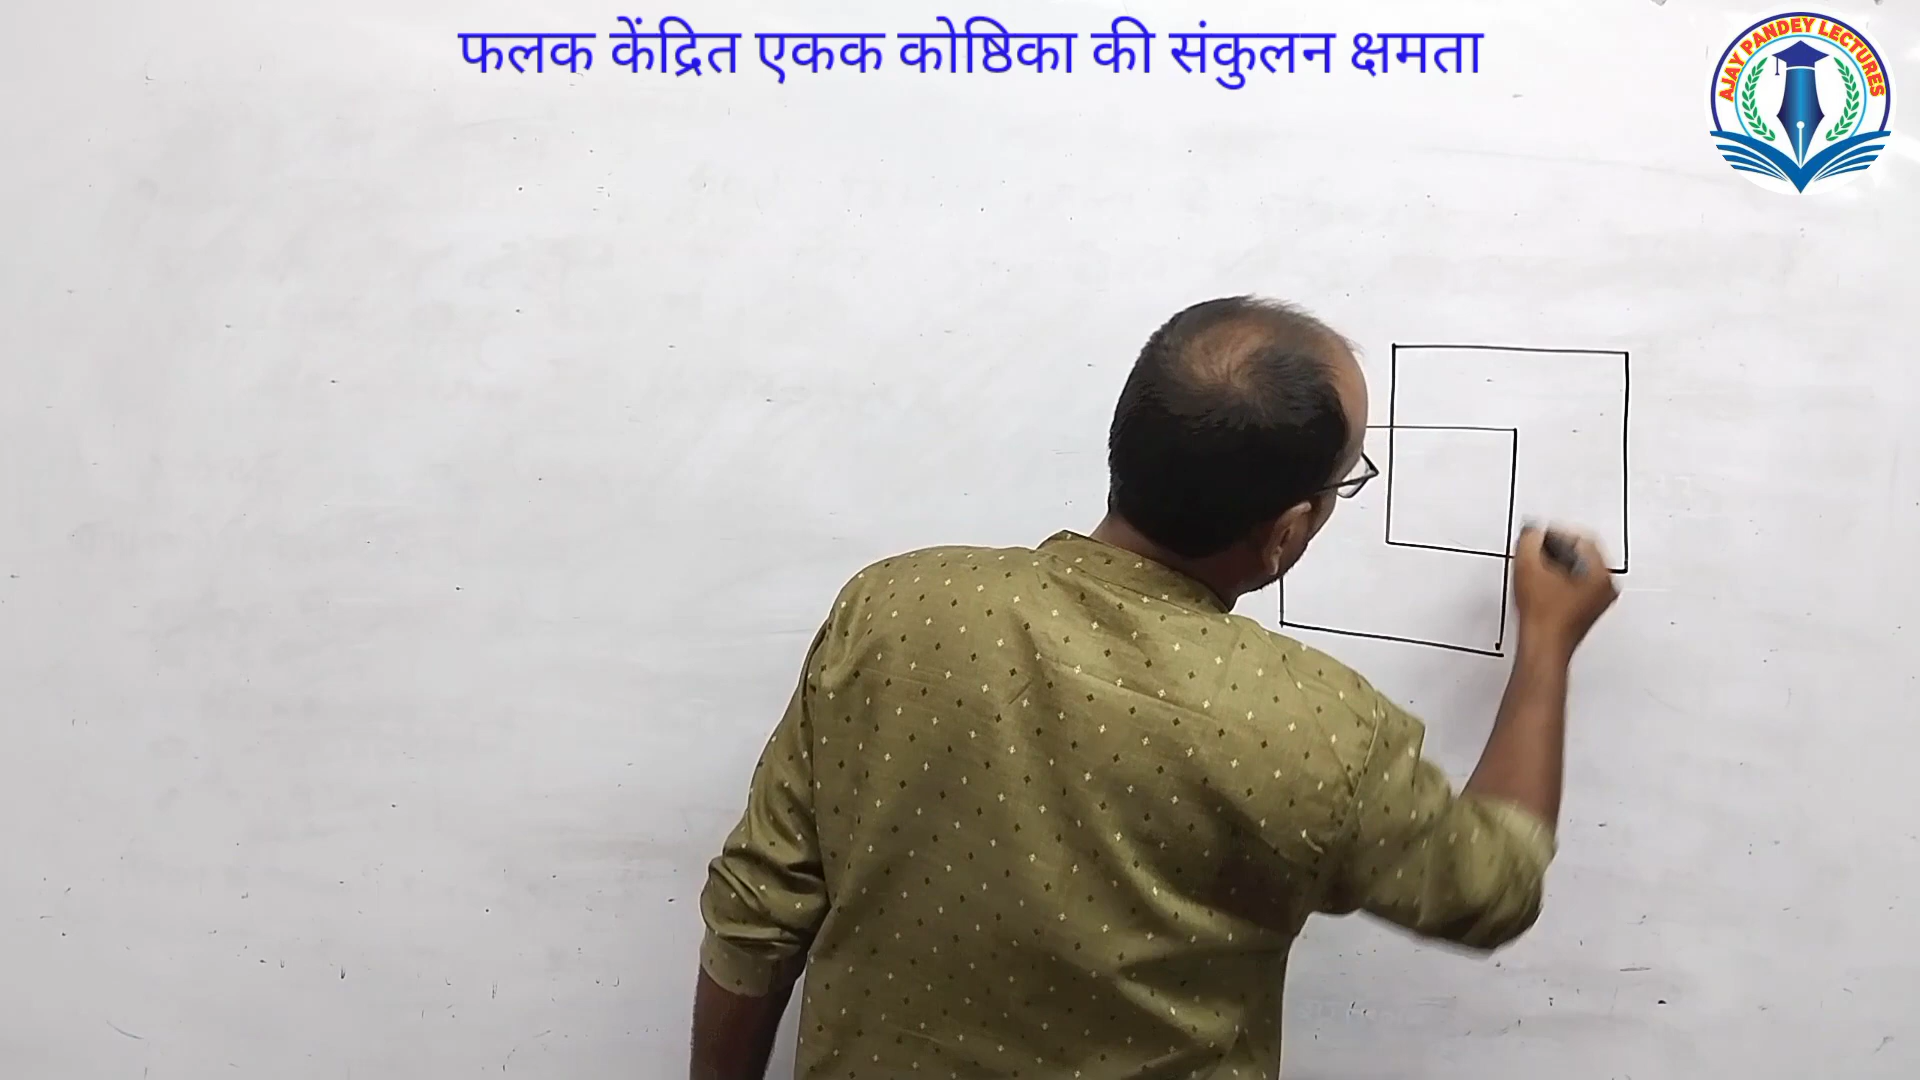 फलक केंद्रित एकक कोष्ठिका की संकुलन क्षमता
AJAY PANDEY LECTURES